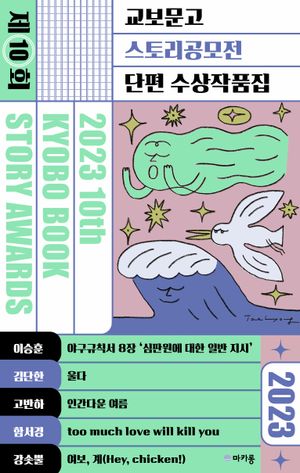 제10회
교보문고
스토리공모전
단편 수상작품집
2023 10th
KYOBO BOOK
STORY AWARDS
이승훈 야구규칙서 8장 ‘심판원에 대한 일반 지시’
김단한 울다
고반하 인간다운 여름
함서경 too much love will kill you
강솟뿔 여보, 계(Hey, chicken!)
2023
마카롱